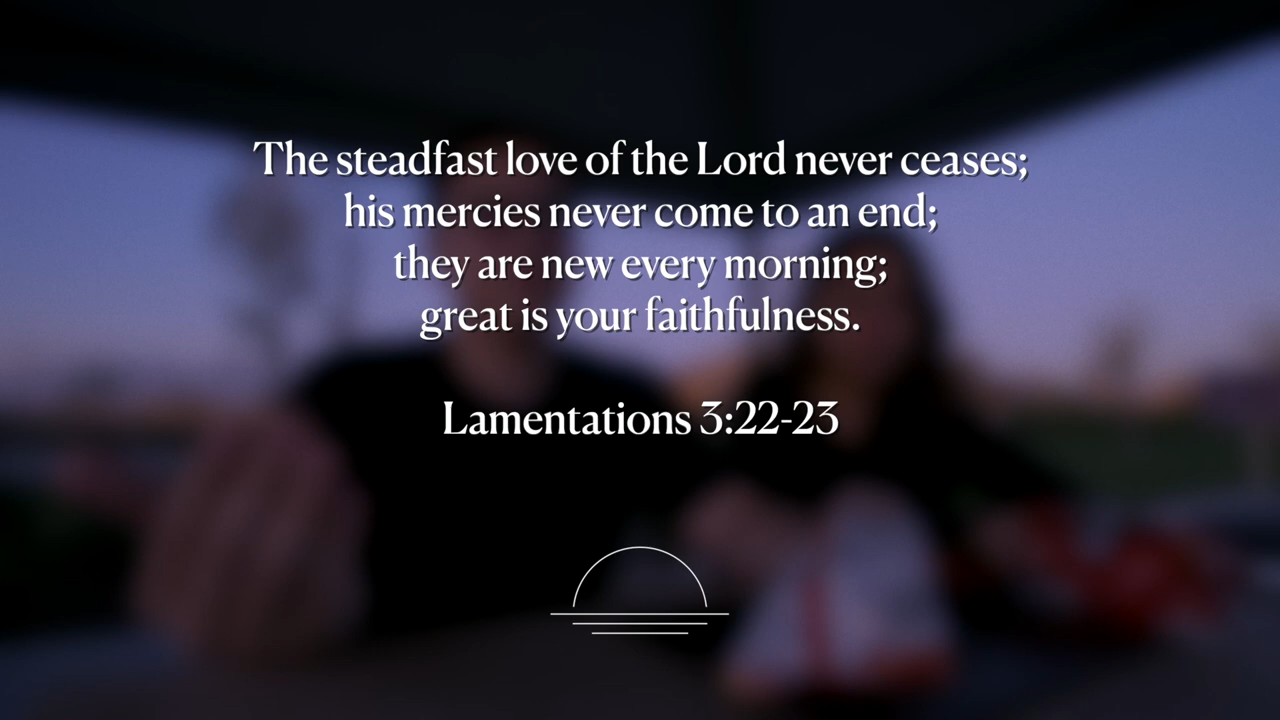 The steadfast love of the Lord never ceases;
his mercies never come to an end;
they are new every morning;
great is your faithfulness.
Lamentations 3:22-23